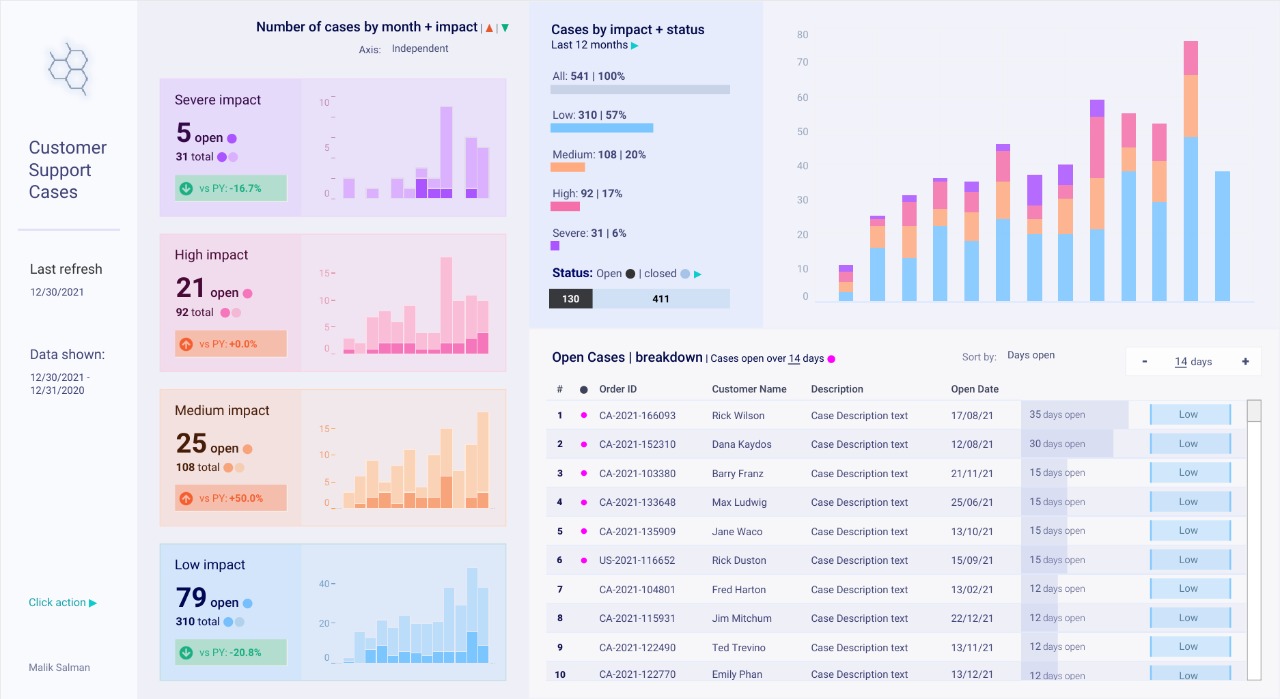 Customer
Support
Cases
Last refresh
12/30/2021
Data shown:
12/30/2021 -
12/31/2020
Click action ▶
Malik Salman
Number of cases by month + impact | ▲ | ▼
Axis: Independent
Severe impact
5 open
31 total
vs PY: -16.7%
10
5
0
High impact
21 open
92 total
vs PY: +0.0%
15
10
5
0
Medium impact
25 open
108 total
vs PY: +50.0%
15
10
5
0
Low impact
79 open
310 total
vs PY: -20.8%
40
20
0
Cases by impact + status
Last 12 months ▶
All: 541 | 100%
Low: 310 | 57%
Medium: 108 | 20%
High: 92 | 17%
Severe: 31 | 6%
Status: Open ● | closed ● ▶
130 411
80
70
60
50
40
30
20
10
0
Open Cases | breakdown | Cases open over 14 days ●
Sort by: Days open
- 14 days +
# ● Order ID Customer Name Description Open Date
1 ● CA-2021-166093 Rick Wilson Case Description text 17/08/21 35 days open Low
2 ● CA-2021-152310 Dana Kaydos Case Description text 12/08/21 30 days open Low
3 ● CA-2021-103380 Barry Franz Case Description text 21/11/21 15 days open Low
4 ● CA-2021-133648 Max Ludwig Case Description text 25/06/21 15 days open Low
5 ● CA-2021-135909 Jane Waco Case Description text 13/10/21 15 days open Low
6 ● US-2021-116652 Rick Duston Case Description text 15/09/21 15 days open Low
7 CA-2021-104801 Fred Harton Case Description text 13/02/21 12 days open Low
8 CA-2021-115931 Jim Mitchum Case Description text 22/12/21 12 days open Low
9 CA-2021-122490 Ted Trevino Case Description text 13/11/21 12 days open Low
10 CA-2021-122770 Emily Phan Case Description text 13/12/21 12 days open Low